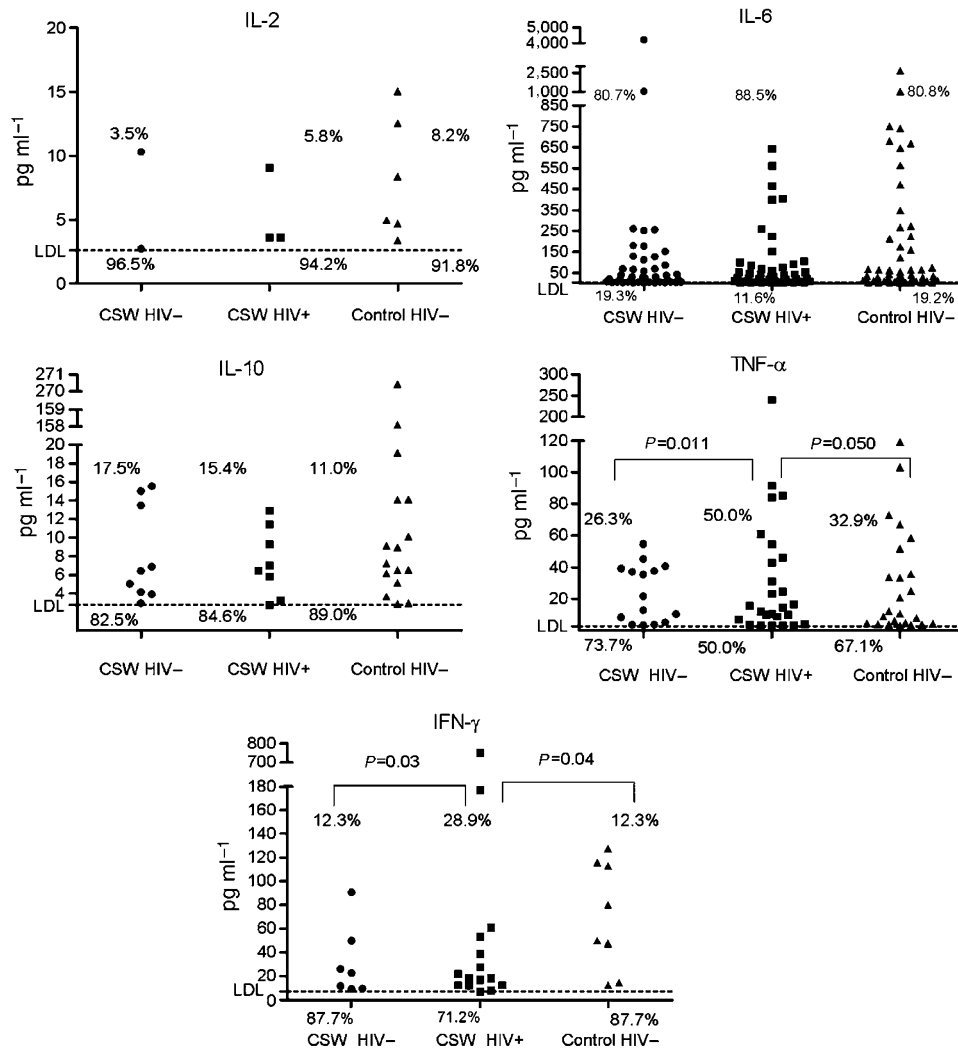 IL-2
20
15
10
5
0
pg ml−1
LDL
3.5%
5.8%
8.2%
96.5%
94.2%
91.8%
CSW HIV−
CSW HIV+
Control HIV−
IL-6
5,000
4,000
2,500
1,000
850
750
650
550
450
350
250
150
50
pg ml−1
LDL
80.7%
88.5%
80.8%
19.3%
11.6%
19.2%
CSW HIV−
CSW HIV+
Control HIV−
IL-10
271
270
159
158
20
18
16
14
12
10
8
6
4
pg ml−1
LDL
17.5%
15.4%
11.0%
82.5%
84.6%
89.0%
CSW HIV−
CSW HIV+
Control HIV−
TNF-α
300
250
200
120
100
80
60
40
20
pg ml−1
LDL
P=0.011
P=0.050
26.3%
50.0%
32.9%
73.7%
50.0%
67.1%
CSW HIV−
CSW HIV+
Control HIV−
IFN-γ
800
700
180
160
140
120
100
80
60
40
20
0
pg ml−1
LDL
P=0.03
P=0.04
12.3%
28.9%
12.3%
87.7%
71.2%
87.7%
CSW HIV−
CSW HIV+
Control HIV−